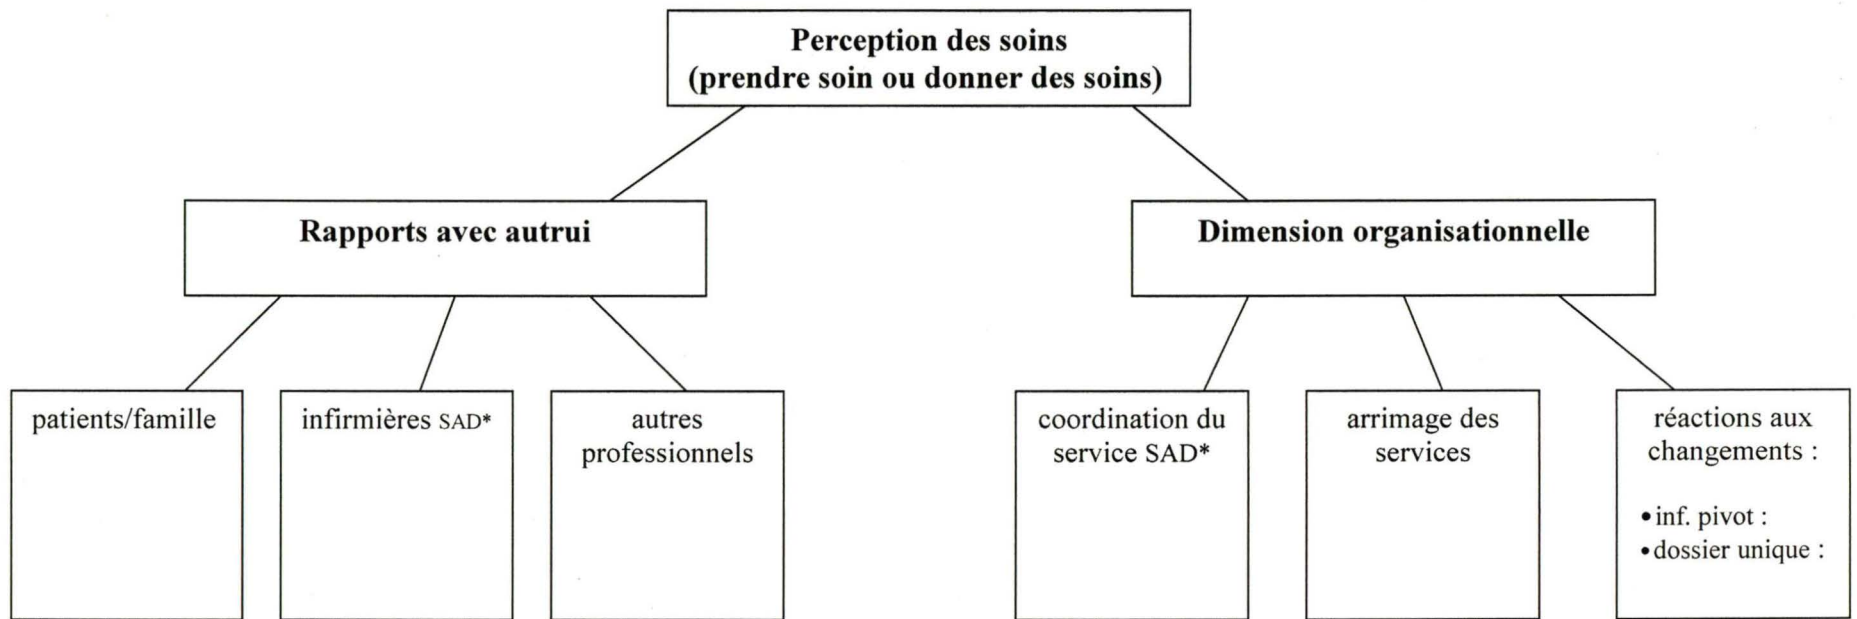 Perception des soins
(prendre soin ou donner des soins)
Rapports avec autrui
Dimension organisationnelle
patients/famille
infirmières SAD*
autres
professionnels
coordination du
service SAD*
arrimage des
services
réactions aux
changements :
• inf. pivot :
• dossier unique :